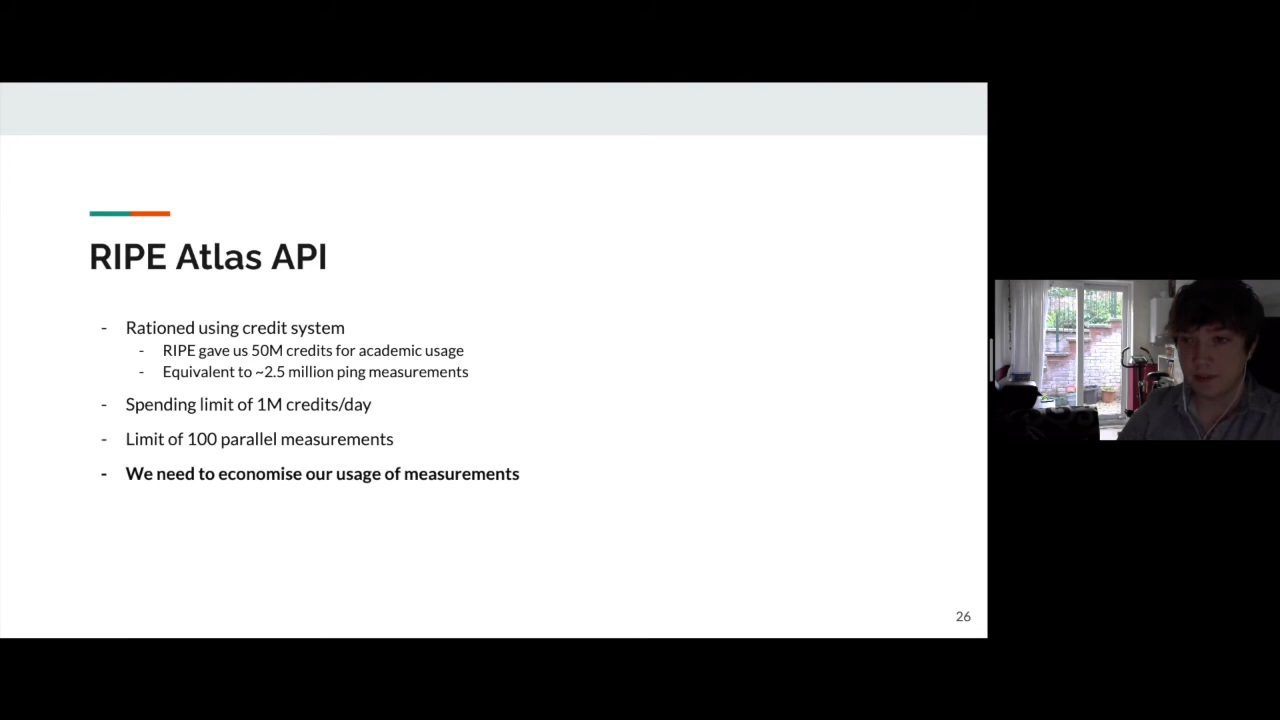 RIPE Atlas API
- Rationed using credit system
- RIPE gave us 50M credits for academic usage
- Equivalent to ~2.5 million ping measurements
- Spending limit of 1M credits/day
- Limit of 100 parallel measurements
- We need to economise our usage of measurements
26